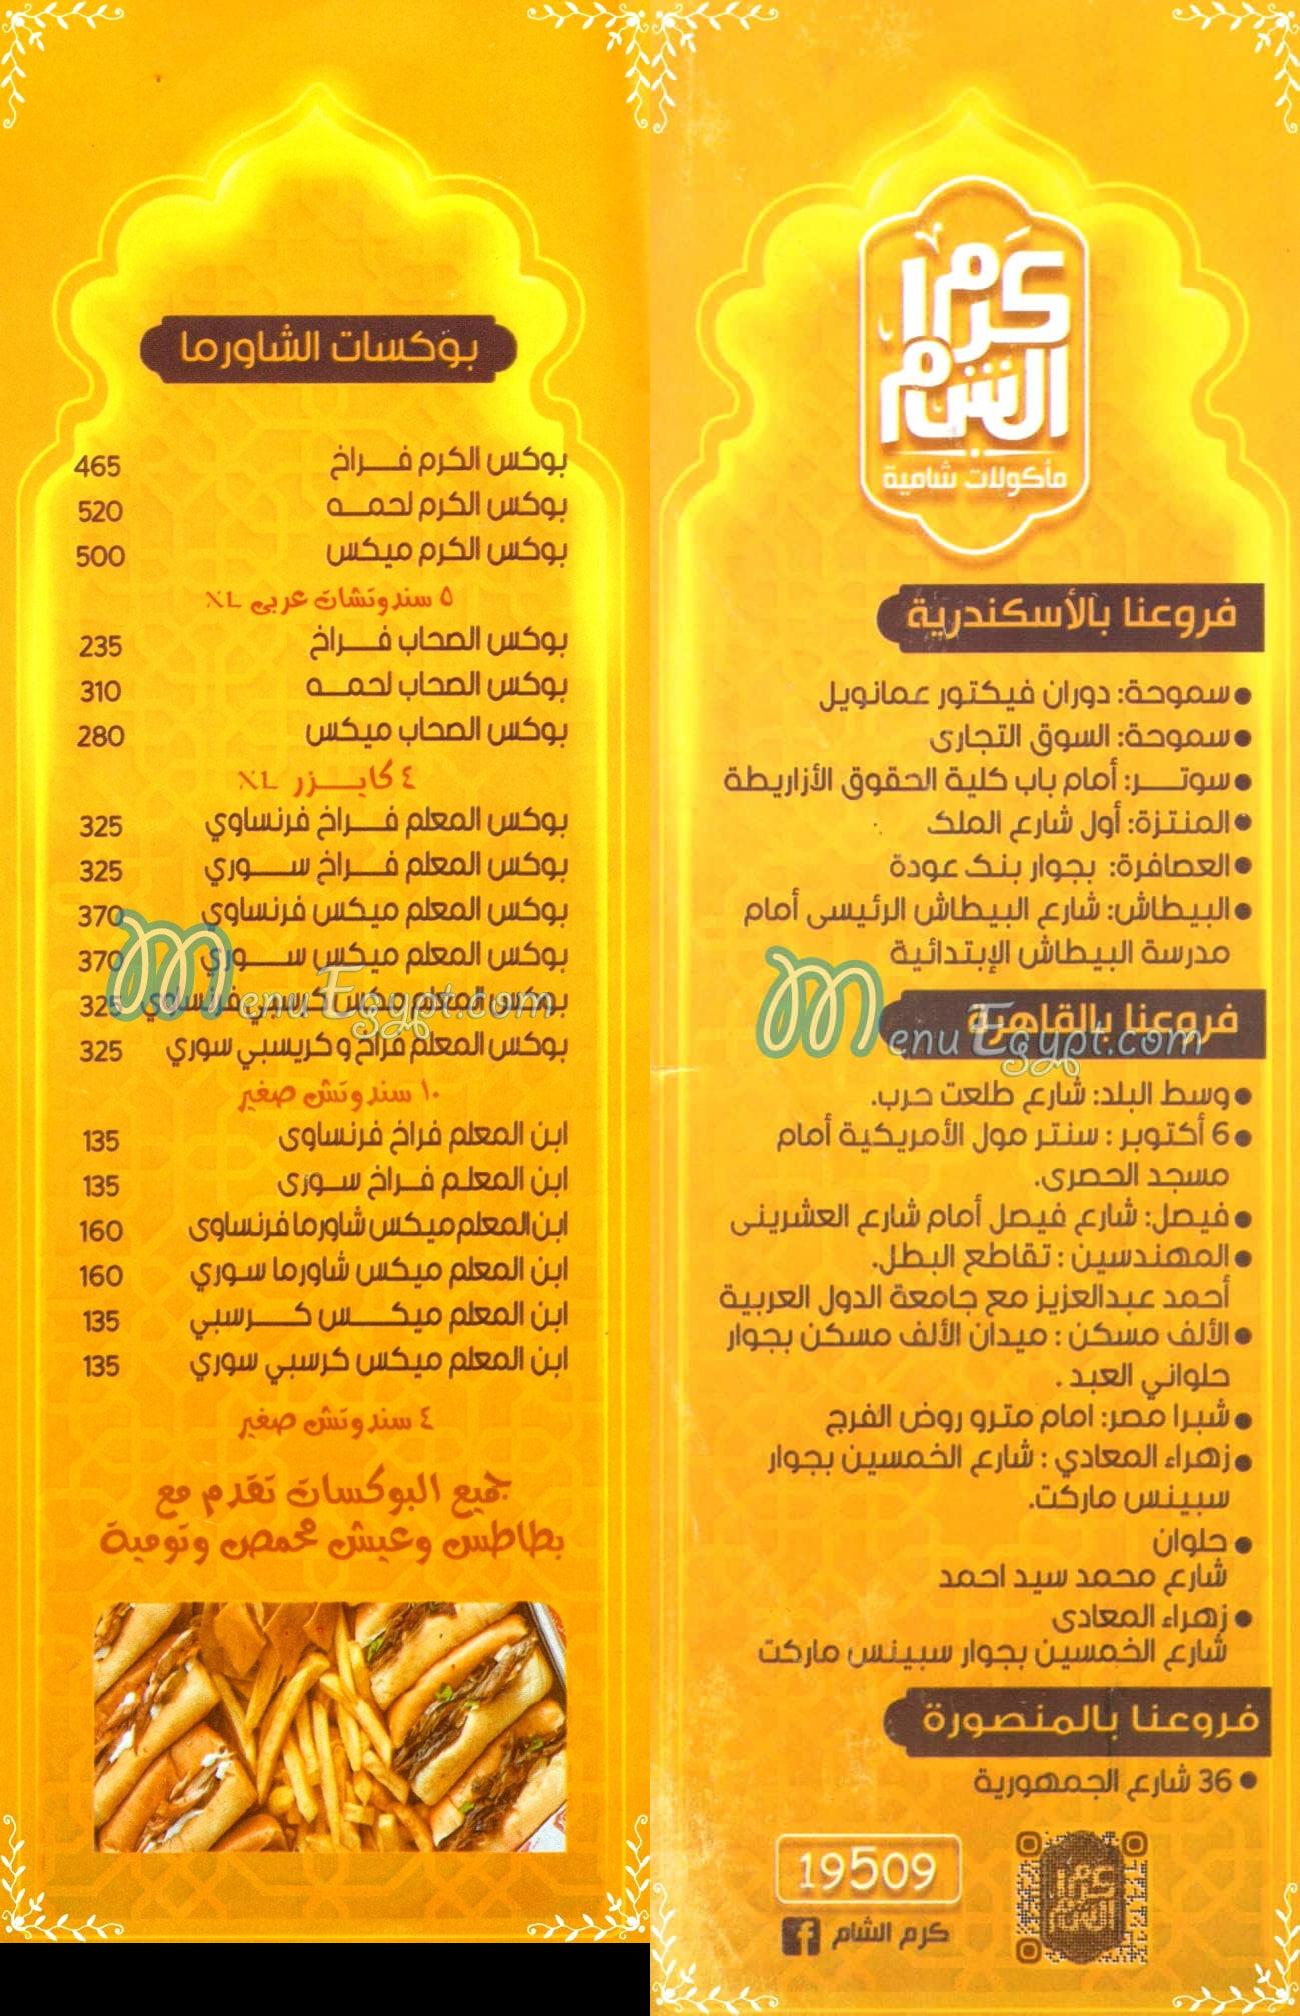 بوكسات الشاورما
بوكس الكرم فراخ 465
بوكس الكرم لحمه 520
بوكس الكرم ميكس 500
٥ سندوتشات عربى XL
بوكس الصحاب فراخ 235
بوكس الصحاب لحمه 310
بوكس الصحاب ميكس 280
٤ كايزر XL
بوكس المعلم فراخ فرنساوي 325
بوكس المعلم فراخ سوري 325
بوكس المعلم ميكس فرنساوي 370
بوكس المعلم ميكس سوري 370
بوكس المعلم مكس كرسبي فرنساوي 325
بوكس المعلم فراخ و كريسبي سوري 325
١٠ سندوتش صغير
ابن المعلم فراخ فرنساوى 135
ابن المعلم فراخ سورى 135
ابن المعلم ميكس شاورما فرنساوى 160
ابن المعلم ميكس شاورما سوري 160
ابن المعلم ميكس كرسبي 135
ابن المعلم ميكس كرسبي سوري 135
٤ سندوتش صغير
جميع البوكسات تقدم مع
بطاطس وعيش محمص وتومية
MenuEgypt.com
كرم
الشام
مأكولات شامية
فروعنا بالأسكندرية
● سموحة: دوران فيكتور عمانويل
● سموحة: السوق التجارى
● سوتر: أمام باب كلية الحقوق الأزاريطة
● المنتزة: أول شارع الملك
● العصافرة: بجوار بنك عودة
● البيطاش: شارع البيطاش الرئيسى أمام
مدرسة البيطاش الإبتدائية
فروعنا بالقاهرة
MenuEgypt.com
● وسط البلد: شارع طلعت حرب.
● 6 أكتوبر : سنتر مول الأمريكية أمام
مسجد الحصرى.
● فيصل: شارع فيصل أمام شارع العشرينى
● المهندسين : تقاطع البطل.
أحمد عبدالعزيز مع جامعة الدول العربية
● الألف مسكن : ميدان الألف مسكن بجوار
حلواني العبد .
● شبرا مصر: امام مترو روض الفرج
● زهراء المعادي : شارع الخمسين بجوار
سبينس ماركت.
● حلوان
شارع محمد سيد احمد
● زهراء المعادى
شارع الخمسين بجوار سبينس ماركت
فروعنا بالمنصورة
● 36 شارع الجمهورية
19509
كرم الشام
كرم
الشام